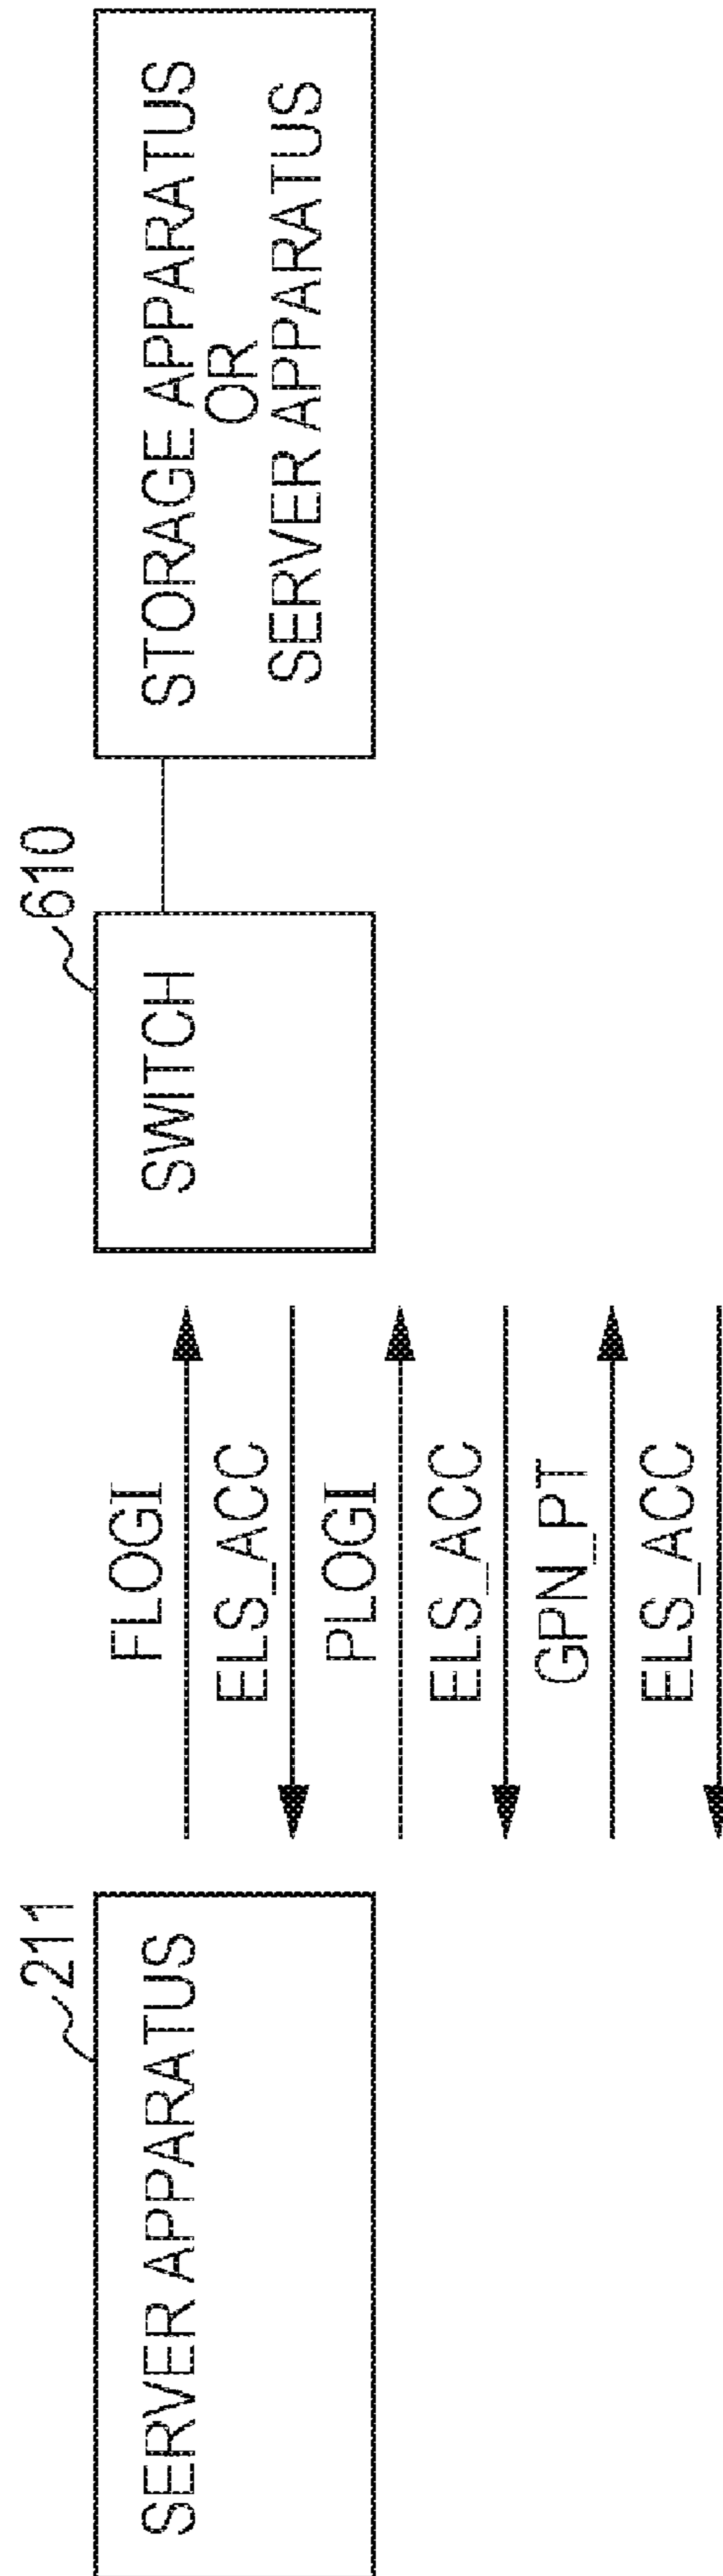 211
SERVER APPARATUS
610
SWITCH
STORAGE APPARATUS
OR
SERVER APPARATUS
FLOGI
ELS_ACC
PLOGI
ELS_ACC
GPN_PT
ELS_ACC